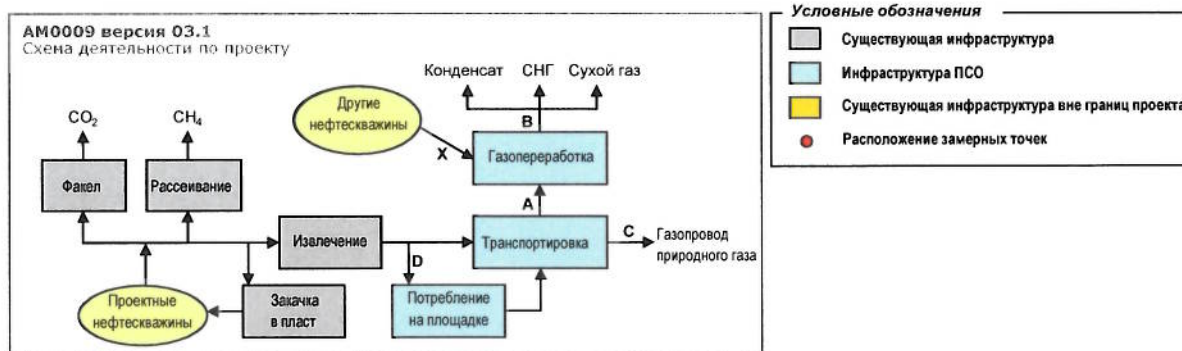 AM0009 версия 03.1
Схема деятельности по проекту
CO₂
CH₄
Факел
Рассеивание
Конденсат
СНГ
Сухой газ
Другие
нефтескважины
B
X
Газопереработка
A
Извлечение
Транспортировка
C
Газопровод
природного газа
D
Проектные
нефтескважины
Закачка
в пласт
Потребление
на площадке
Условные обозначения
Существующая инфраструктура
Инфраструктура ПСО
Существующая инфраструктура вне границ проекта
Расположение замерных точек